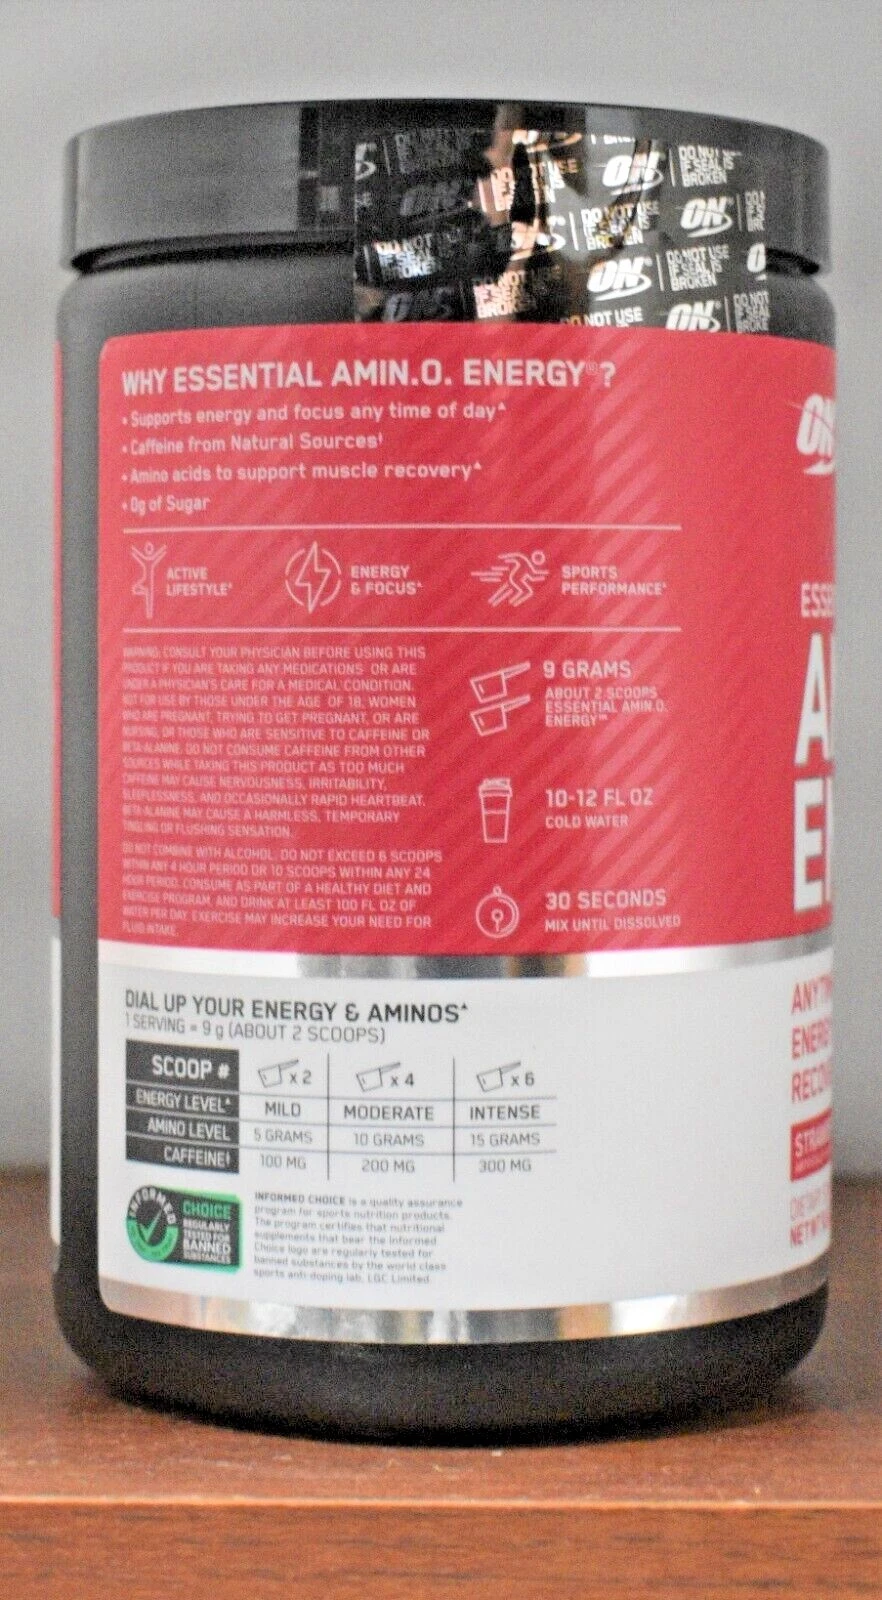 ON
DO NOT USE
IF SEAL IS
BROKEN
WHY ESSENTIAL AMIN.O. ENERGY®?
• Supports energy and focus any time of day▲
• Caffeine from Natural Sources†
• Amino acids to support muscle recovery▲
• 0g of Sugar
ACTIVE
LIFESTYLE▲
ENERGY
& FOCUS▲
SPORTS
PERFORMANCE▲
WARNING: CONSULT YOUR PHYSICIAN BEFORE USING THIS
PRODUCT IF YOU ARE TAKING ANY MEDICATIONS OR ARE
UNDER A PHYSICIAN'S CARE FOR A MEDICAL CONDITION.
NOT FOR USE BY THOSE UNDER THE AGE OF 18, WOMEN
WHO ARE PREGNANT, TRYING TO GET PREGNANT, OR ARE
NURSING, OR THOSE WHO ARE SENSITIVE TO CAFFEINE OR
BETA-ALANINE. DO NOT CONSUME CAFFEINE FROM OTHER
SOURCES WHILE TAKING THIS PRODUCT AS TOO MUCH
CAFFEINE MAY CAUSE NERVOUSNESS, IRRITABILITY,
SLEEPLESSNESS, AND OCCASIONALLY RAPID HEARTBEAT.
BETA-ALANINE MAY CAUSE A HARMLESS, TEMPORARY
TINGLING OR FLUSHING SENSATION.
DO NOT COMBINE WITH ALCOHOL. DO NOT EXCEED 6 SCOOPS
WITHIN ANY 4 HOUR PERIOD OR 10 SCOOPS WITHIN ANY 24
HOUR PERIOD. CONSUME AS PART OF A HEALTHY DIET AND
EXERCISE PROGRAM, AND DRINK AT LEAST 100 FL OZ OF
WATER PER DAY. EXERCISE MAY INCREASE YOUR NEED FOR
FLUID INTAKE.
9 GRAMS
ABOUT 2 SCOOPS
ESSENTIAL AMIN.O.
ENERGY™
10-12 FL OZ
COLD WATER
30 SECONDS
MIX UNTIL DISSOLVED
DIAL UP YOUR ENERGY & AMINOS▲
1 SERVING = 9 g (ABOUT 2 SCOOPS)
SCOOP # x 2 x 4 x 6
ENERGY LEVEL▲ MILD MODERATE INTENSE
AMINO LEVEL 5 GRAMS 10 GRAMS 15 GRAMS
CAFFEINE† 100 MG 200 MG 300 MG
INFORMED
CHOICE
REGULARLY
TESTED FOR
BANNED
SUBSTANCES
INFORMED CHOICE is a quality assurance
program for sports nutrition products.
The program certifies that nutritional
supplements that bear the Informed
Choice logo are regularly tested for
banned substances by the world class
sports anti-doping lab, LGC Limited.
ON